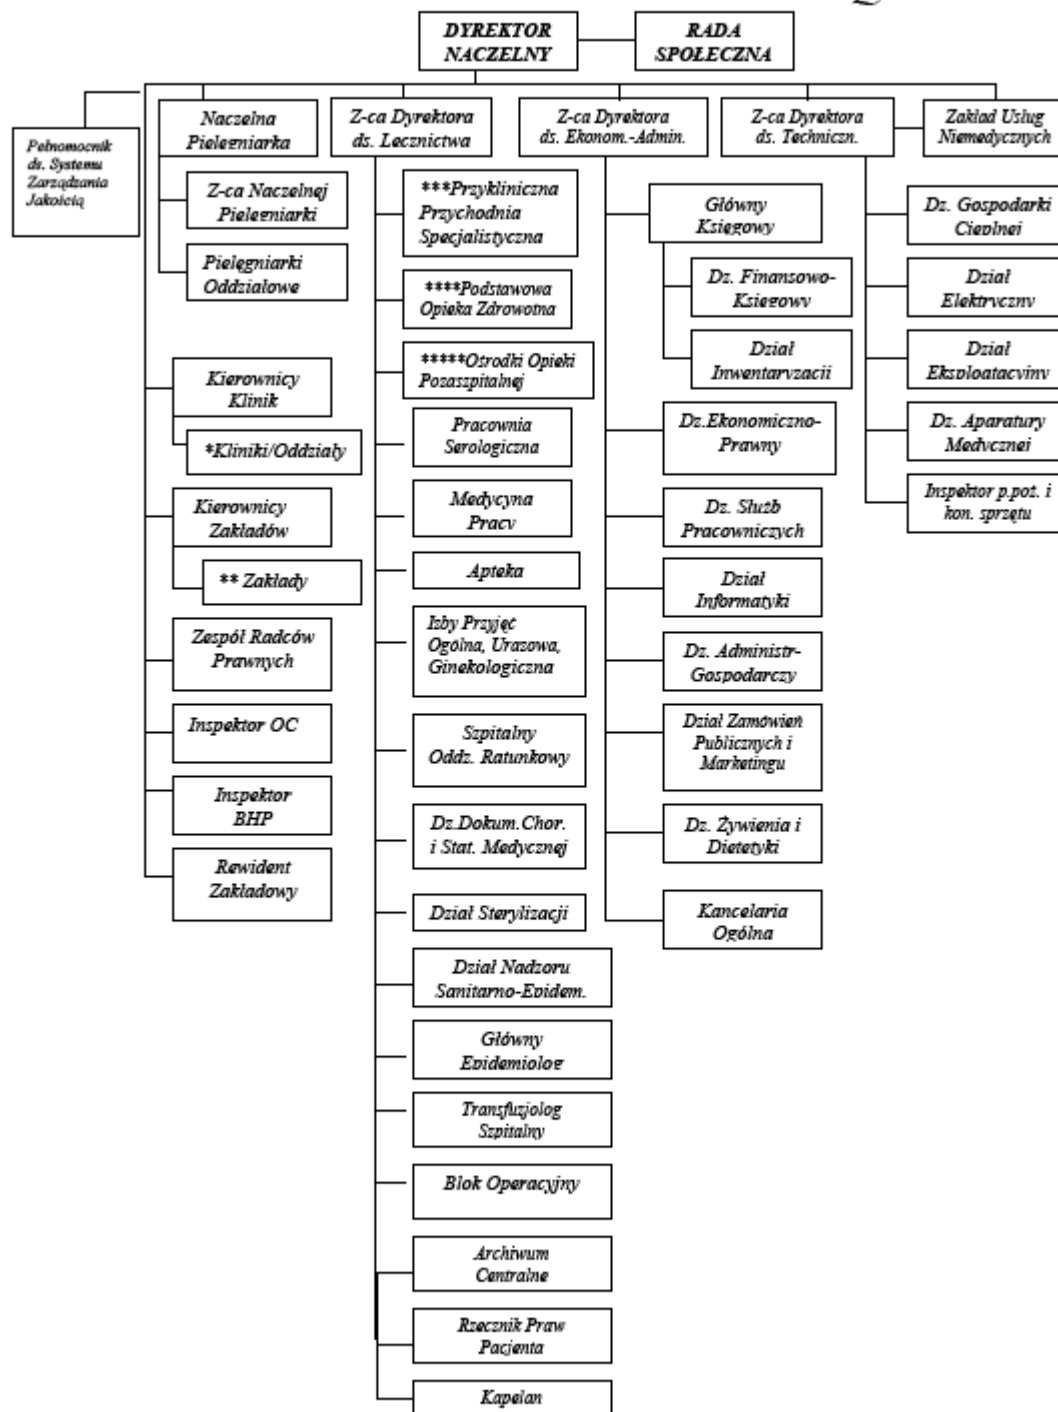 DYREKTOR
NACZELNY
RADA
SPOŁECZNA
Pełnomocnik
ds. Systemu
Zarządzania
Jakością
Naczelna
Pielęgniarka
Z-ca Dyrektora
ds. Lecznictwa
Z-ca Dyrektora
ds. Ekonom.-Admin.
Z-ca Dyrektora
ds. Techniczn.
Zakład Usług
Niemedycznych
Z-ca Naczelnej
Pielęgniarki
Pielęgniarki
Oddziałowe
Kierownicy
Klinik
*Kliniki/Oddziały
Kierownicy
Zakładów
** Zakłady
Zespół Radców
Prawnych
Inspektor OC
Inspektor
BHP
Rewident
Zakładowy
***Przykliniczna
Przychodnia
Specjalistyczna
****Podstawowa
Opieka Zdrowotna
*****Ośrodki Opieki
Pozaszpitalnej
Pracownia
Serologiczna
Medycyna
Pracy
Apteka
Izby Przyjęć
Ogólna, Urazowa,
Ginekologiczna
Szpitalny
Oddz. Ratunkowy
Dz.Dokum.Chor.
i Stat. Medycznej
Dział Sterylizacji
Dział Nadzoru
Sanitarno-Epidem.
Główny
Epidemiolog
Transfuzjolog
Szpitalny
Blok Operacyjny
Archiwum
Centralne
Rzecznik Praw
Pacjenta
Kapelan
Główny
Księgowy
Dz. Finansowo-
Księgowy
Dział
Inwentaryzacji
Dz.Ekonomiczno-
Prawny
Dz. Służb
Pracowniczych
Dział
Informatyki
Dz. Administr-
Gospodarczy
Dział Zamówień
Publicznych i
Marketingu
Dz. Żywienia i
Dietetyki
Kancelaria
Ogólna
Dz. Gospodarki
Cieplnej
Dział
Elektryczny
Dział
Eksploatacyjny
Dz. Aparatury
Medycznej
Inspektor p.poż. i
kon. sprzętu